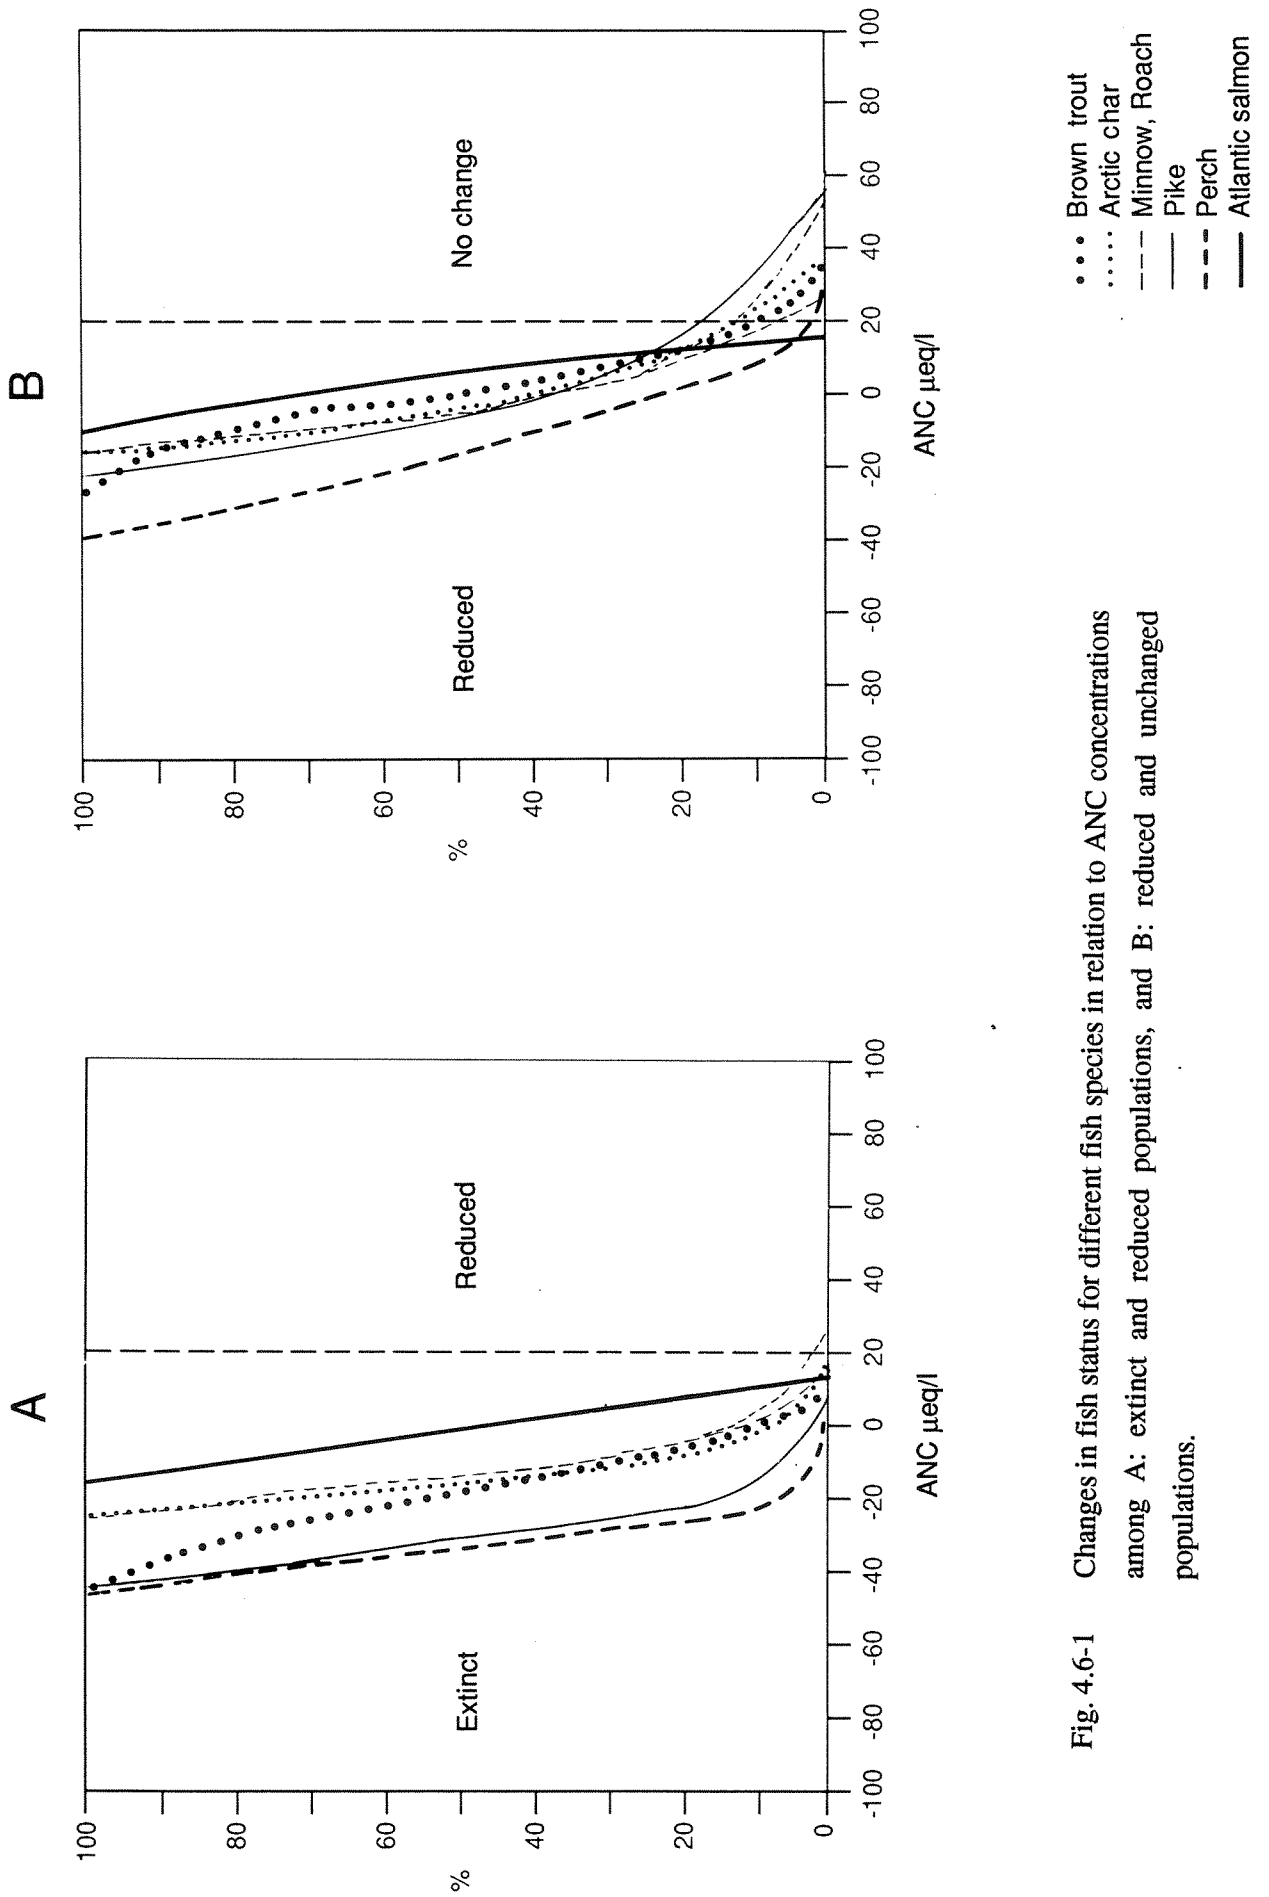 A
100
80
60
40
20
0
%
Extinct
Reduced
-100 -80 -60 -40 -20 0 20 40 60 80 100
ANC µeq/l
B
100
80
60
40
20
0
%
Reduced
No change
-100 -80 -60 -40 -20 0 20 40 60 80 100
ANC µeq/l
Brown trout
Arctic char
Minnow, Roach
Pike
Perch
Atlantic salmon
Fig. 4.6-1 Changes in fish status for different fish species in relation to ANC concentrations
among A: extinct and reduced populations, and B: reduced and unchanged
populations.